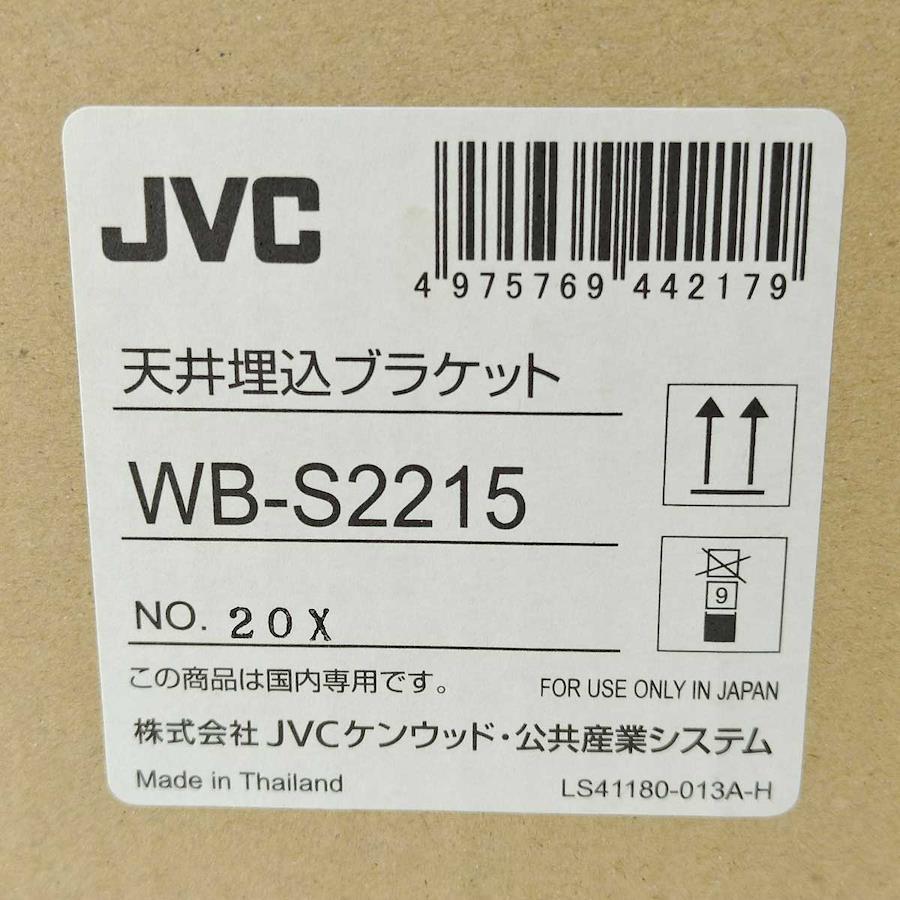 JVC
4 975769 442179
天井埋込ブラケット
WB-S2215
9
NO. 20X
この商品は国内専用です。
FOR USE ONLY IN JAPAN
株式会社 JVCケンウッド・公共産業システム
Made in Thailand
LS41180-013A-H